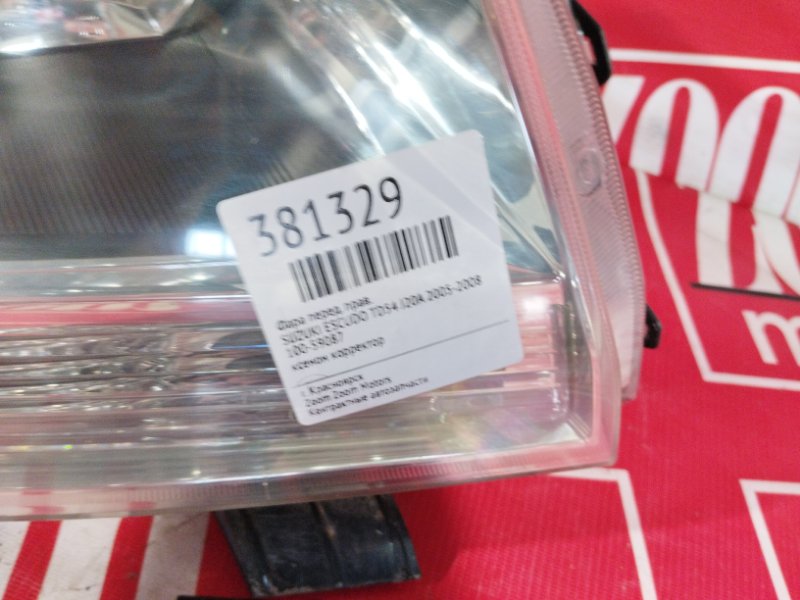 381329
Фара перед. прав.
SUZUKI ESCUDO TD54 J20A 2005-2008
100-59087
ксенон корректор
г. Красноярск
Zoom Zoom Motors
Контрактные автозапчасти